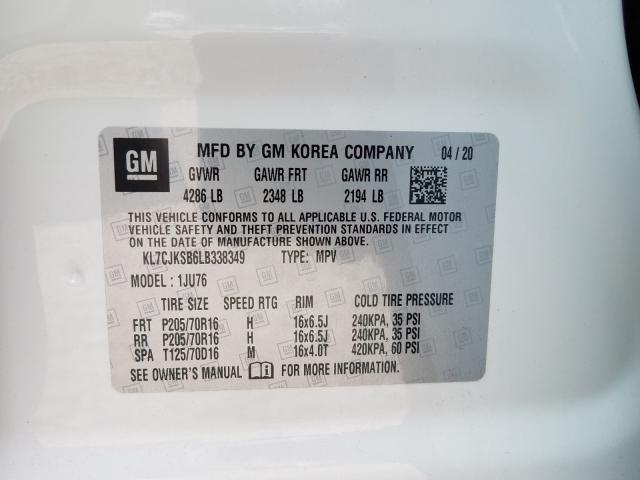 GM
MFD BY GM KOREA COMPANY 04 / 20
GVWR GAWR FRT GAWR RR
4286 LB 2348 LB 2194 LB
THIS VEHICLE CONFORMS TO ALL APPLICABLE U.S. FEDERAL MOTOR
VEHICLE SAFETY AND THEFT PREVENTION STANDARDS IN EFFECT
ON THE DATE OF MANUFACTURE SHOWN ABOVE.
KL7CJKSB6LB338349 TYPE: MPV
MODEL : 1JU76
TIRE SIZE SPEED RTG RIM COLD TIRE PRESSURE
FRT P205/70R16 H 16x6.5J 240KPA, 35 PSI
RR P205/70R16 H 16x6.5J 240KPA, 35 PSI
SPA T125/70D16 M 16x4.0T 420KPA, 60 PSI
SEE OWNER'S MANUAL FOR MORE INFORMATION.